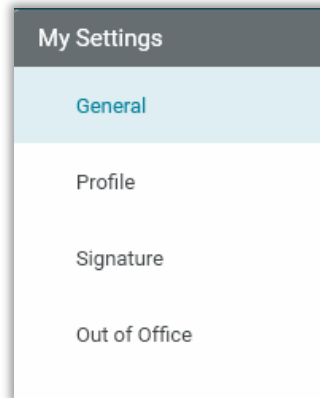 My Settings
General
Profile
Signature
Out of Office